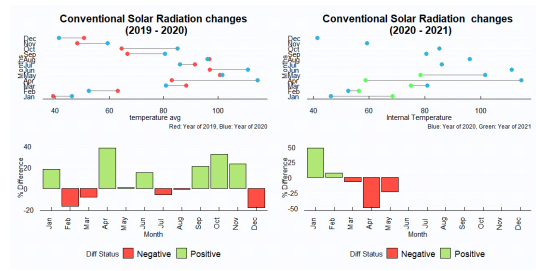 Conventional Solar Radiation changes
(2019 - 2020)
Dec
Nov
Oct
Sep
Aug
Jul
Jun
May
Apr
Mar
Feb
Jan
40
60
80
100
temperature avg
Red: Year of 2019, Blue: Year of 2020
% Difference
40
20
0
-20
Jan
Feb
Mar
Apr
May
Jun
Jul
Aug
Sep
Oct
Nov
Dec
Month
Diff Status
Negative
Positive
Conventional Solar Radiation changes
(2020 - 2021)
Dec
Nov
Oct
Sep
Aug
Jul
Jun
May
Apr
Mar
Feb
Jan
40
60
80
100
Internal Temperature
Blue: Year of 2020, Green: Year of 2021
% Difference
50
0
-50
Jan
Feb
Mar
Apr
May
Jun
Jul
Aug
Sep
Oct
Nov
Dec
Month
Diff Status
Negative
Positive